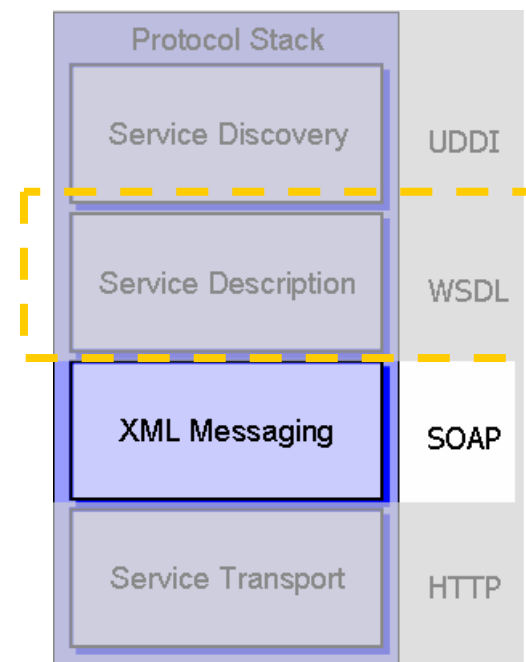 Protocol Stack
Service Discovery UDDI
Service Description WSDL
XML Messaging SOAP
Service Transport HTTP